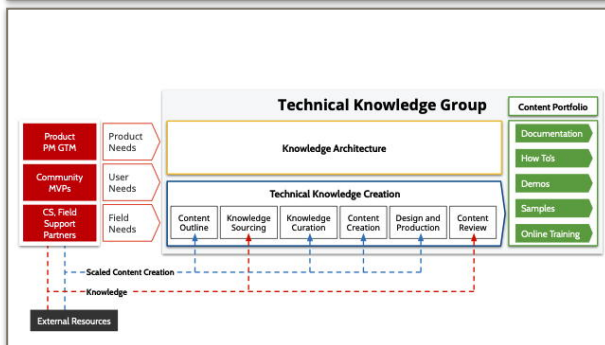 Technical Knowledge Group
Content Portfolio
Product
PM GTM
Product
Needs
Knowledge Architecture
Documentation
How To's
Community
MVPs
User
Needs
Demos
Technical Knowledge Creation
CS, Field
Support
Partners
Field
Needs
Content
Outline
Knowledge
Sourcing
Knowledge
Curation
Content
Creation
Design and
Production
Content
Review
Samples
Online Training
Scaled Content Creation
Knowledge
External Resources